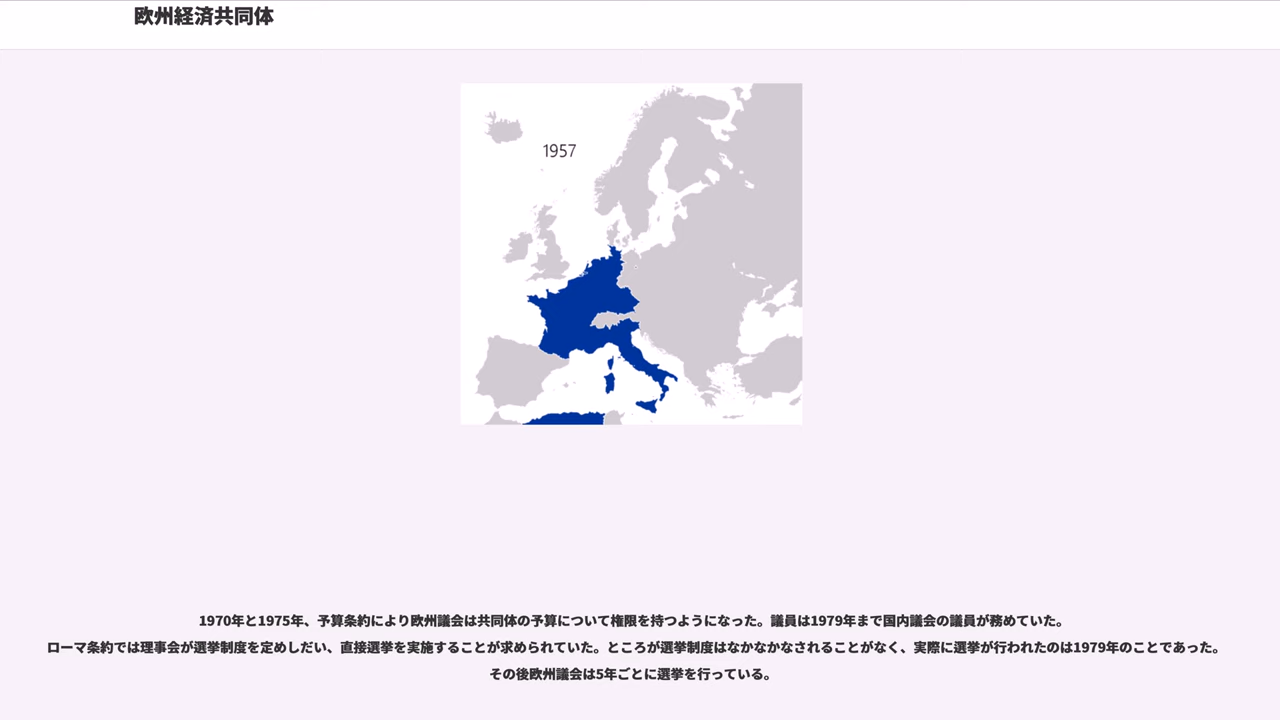 欧州経済共同体
1957
1970年と1975年、予算条約により欧州議会は共同体の予算について権限を持つようになった。議員は1979年まで国内議会の議員が務めていた。
ローマ条約では理事会が選挙制度を定めしだい、直接選挙を実施することが求められていた。ところが選挙制度はなかなかなされることがなく、実際に選挙が行われたのは1979年のことであった。
その後欧州議会は5年ごとに選挙を行っている。